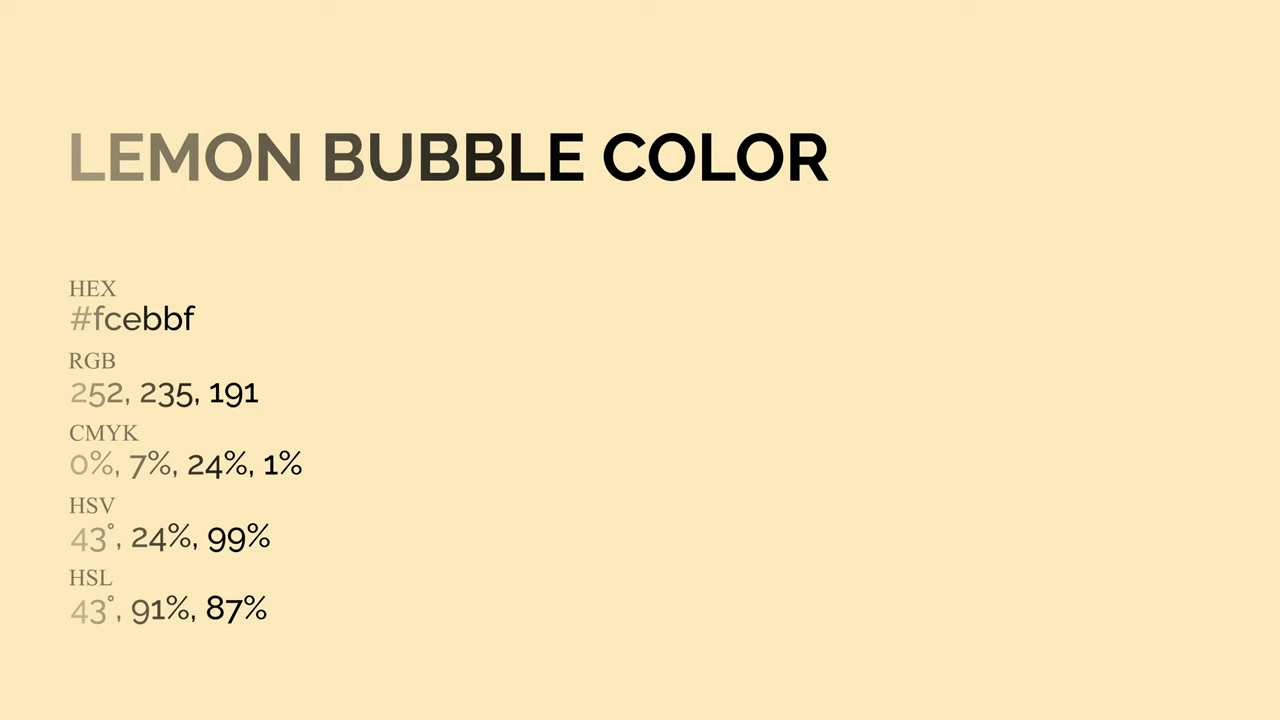 LEMON BUBBLE COLOR
HEX
#fcebbf
RGB
252, 235, 191
CMYK
0%, 7%, 24%, 1%
HSV
43°, 24%, 99%
HSL
43°, 91%, 87%